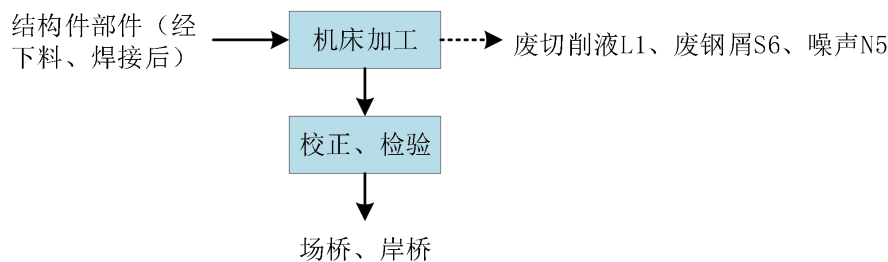 结构件部件（经
下料、焊接后）
机床加工
废切削液L1、废钢屑S6、噪声N5
校正、检验
场桥、岸桥